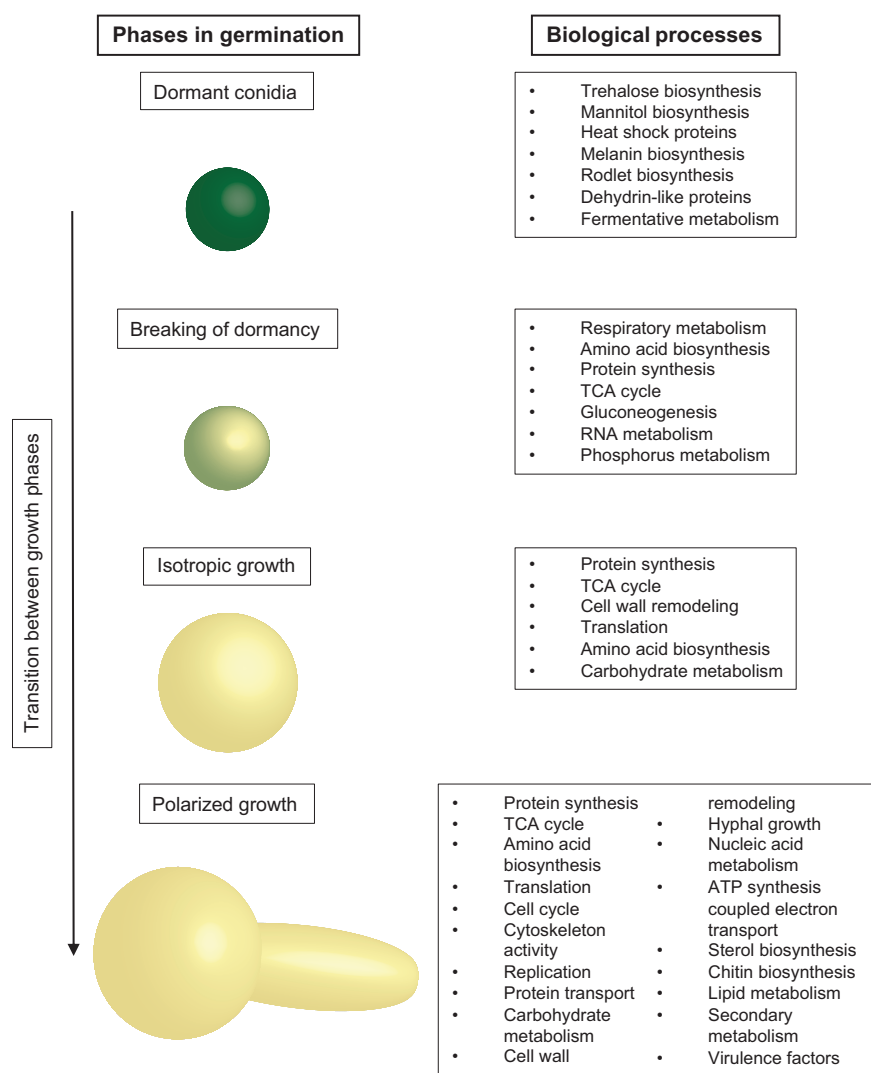 Phases in germination
Biological processes
Dormant conidia
• Trehalose biosynthesis
• Mannitol biosynthesis
• Heat shock proteins
• Melanin biosynthesis
• Rodlet biosynthesis
• Dehydrin-like proteins
• Fermentative metabolism
Breaking of dormancy
• Respiratory metabolism
• Amino acid biosynthesis
• Protein synthesis
• TCA cycle
• Gluconeogenesis
• RNA metabolism
• Phosphorus metabolism
Transition between growth phases
Isotropic growth
• Protein synthesis
• TCA cycle
• Cell wall remodeling
• Translation
• Amino acid biosynthesis
• Carbohydrate metabolism
Polarized growth
• Protein synthesis
• TCA cycle
• Amino acid
biosynthesis
• Translation
• Cell cycle
• Cytoskeleton
activity
• Replication
• Protein transport
• Carbohydrate
metabolism
• Cell wall
remodeling
• Hyphal growth
• Nucleic acid
metabolism
• ATP synthesis
coupled electron
transport
• Sterol biosynthesis
• Chitin biosynthesis
• Lipid metabolism
• Secondary
metabolism
• Virulence factors